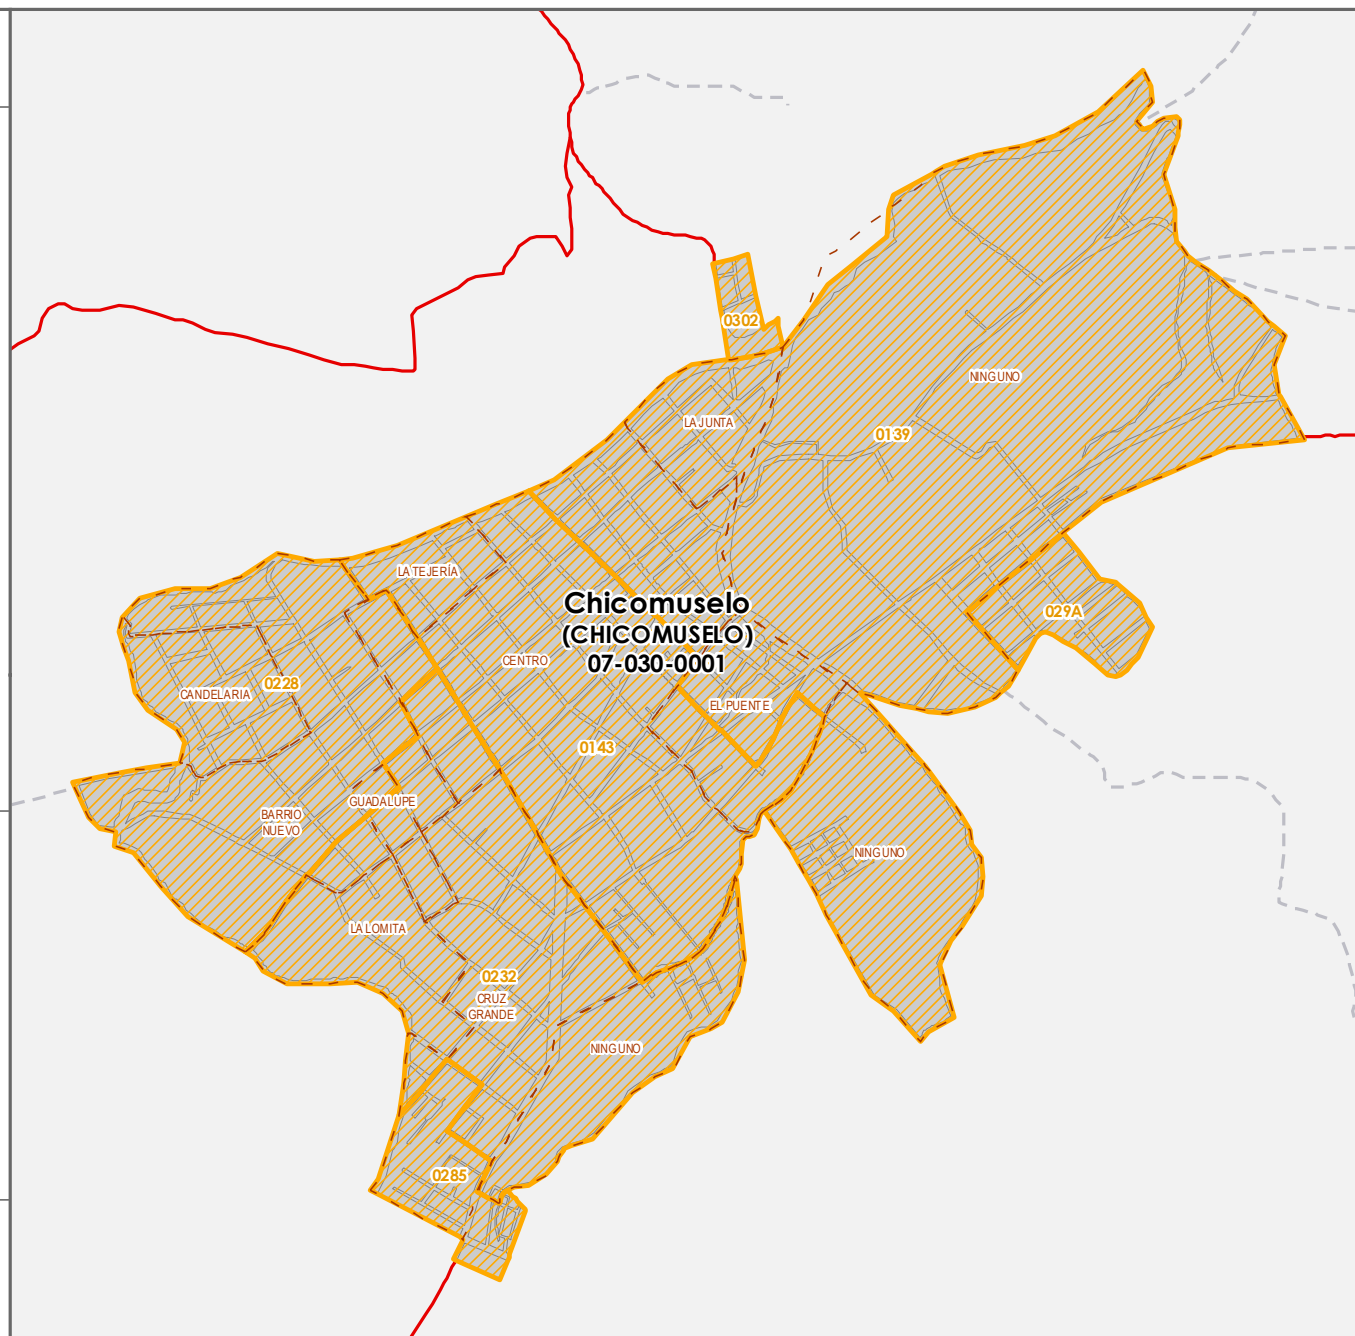 0302
NINGUNO
LA JUNTA
0139
LA TEJERÍA
Chicomuselo
(CHICOMUSELO)
07-030-0001
029A
CENTRO
0228
CANDELARIA
EL PUENTE
0143
GUADALUPE
BARRIO
NUEVO
NINGUNO
LA LOMITA
0232
CRUZ
GRANDE
NINGUNO
0285